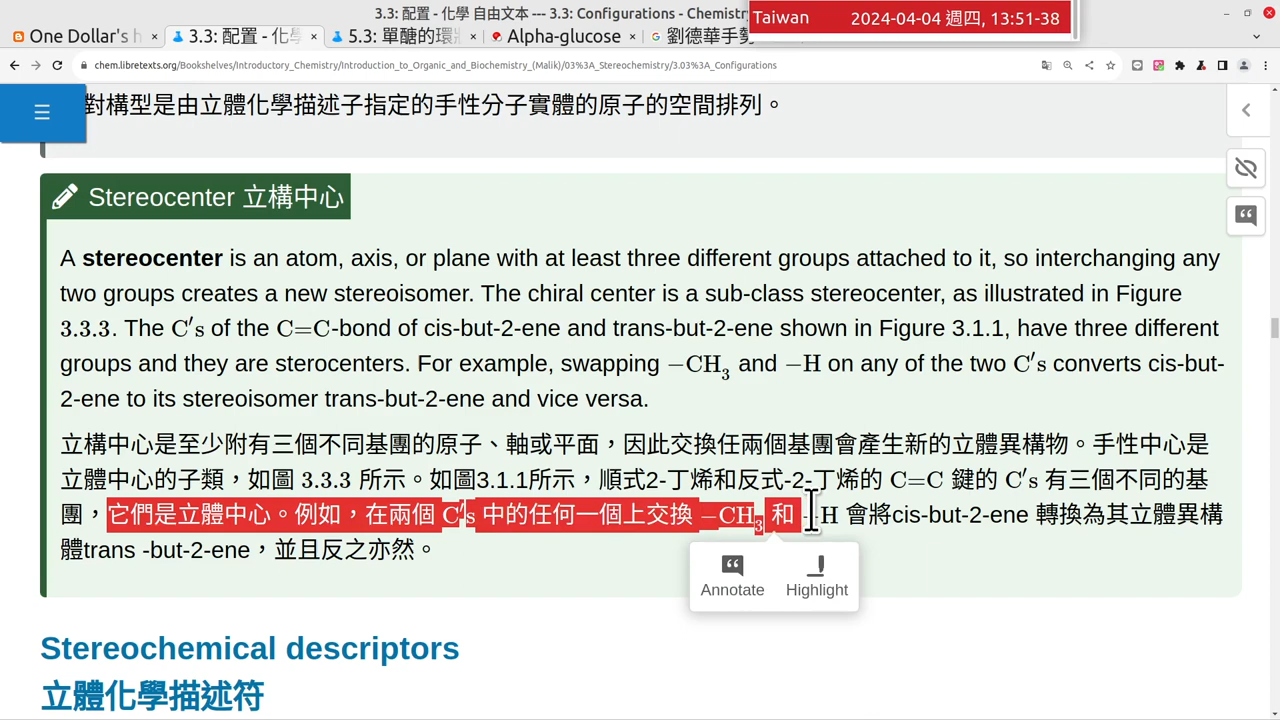 3.3: 配置 - 化學 自由文本 --- 3.3: Configurations - Chemistry
Taiwan 2024-04-04 週四, 13:51-38
One Dollar's h × 3.3: 配置 - 化學 × 5.3: 單醣的環狀 × Alpha-glucose × 劉德華手勢
chem.libretexts.org/Bookshelves/Introductory_Chemistry/Introduction_to_Organic_and_Biochemistry_(Malik)/03%3A_Stereochemistry/3.03%3A_Configurations
對構型是由立體化學描述子指定的手性分子實體的原子的空間排列。
Stereocenter 立構中心
A stereocenter is an atom, axis, or plane with at least three different groups attached to it, so interchanging any
two groups creates a new stereoisomer. The chiral center is a sub-class stereocenter, as illustrated in Figure
3.3.3. The C′s of the C=C-bond of cis-but-2-ene and trans-but-2-ene shown in Figure 3.1.1, have three different
groups and they are sterocenters. For example, swapping −CH₃ and −H on any of the two C′s converts cis-but-
2-ene to its stereoisomer trans-but-2-ene and vice versa.
立構中心是至少附有三個不同基團的原子、軸或平面，因此交換任兩個基團會產生新的立體異構物。手性中心是
立體中心的子類，如圖 3.3.3 所示。如圖3.1.1所示，順式2-丁烯和反式-2-丁烯的 C=C 鍵的 C′s 有三個不同的基
團，它們是立體中心。例如，在兩個 C′s 中的任何一個上交換 −CH₃ 和 −H 會將cis-but-2-ene 轉換為其立體異構
體trans -but-2-ene，並且反之亦然。
Annotate Highlight
Stereochemical descriptors
立體化學描述符